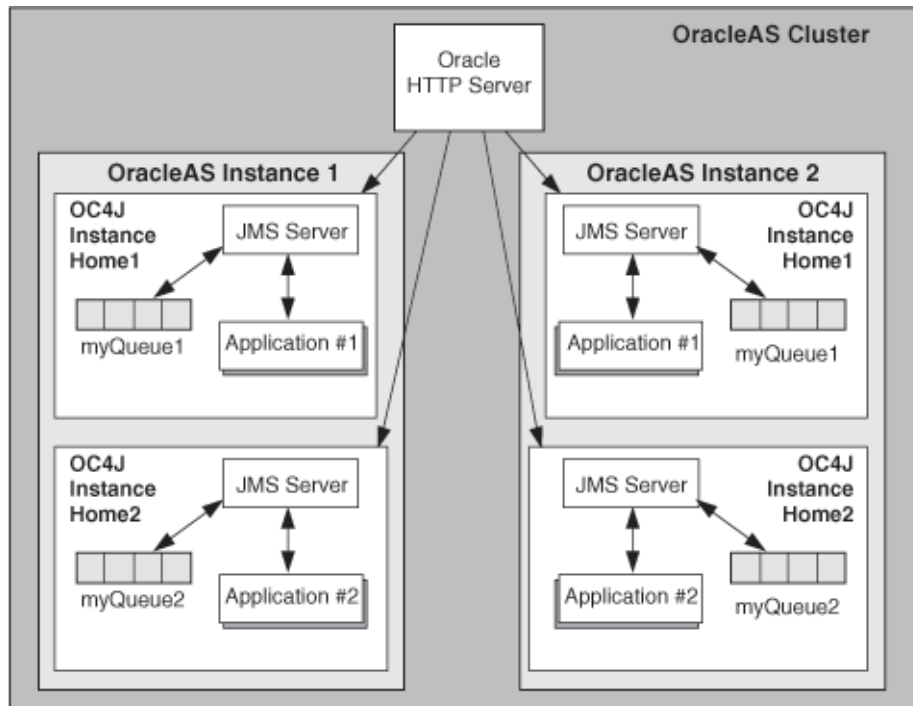 OracleAS Cluster
Oracle
HTTP Server
OracleAS Instance 1
OC4J
Instance
Home1
JMS Server
myQueue1
Application #1
OC4J
Instance
Home2
JMS Server
myQueue2
Application #2
OracleAS Instance 2
JMS Server
OC4J
Instance
Home1
Application #1
myQueue1
JMS Server
OC4J
Instance
Home2
Application #2
myQueue2